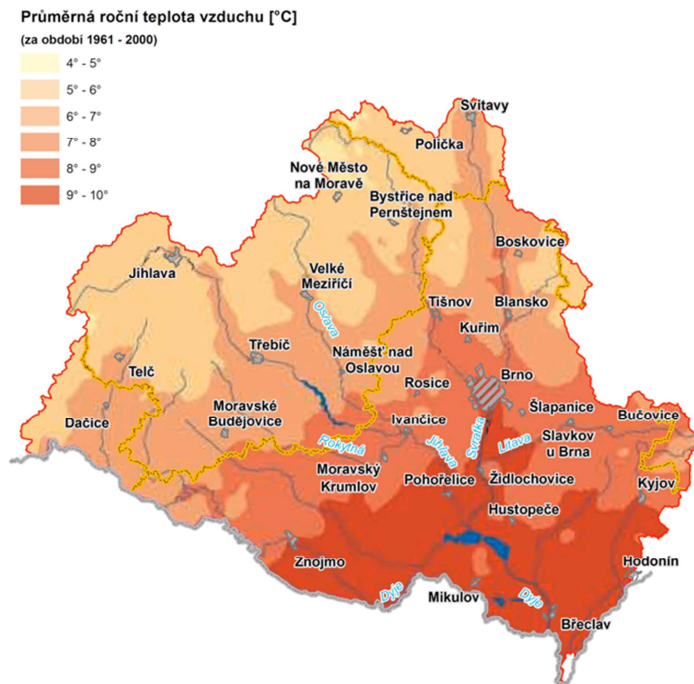 Průměrná roční teplota vzduchu [°C]
(za období 1961 - 2000)
4° - 5°
5° - 6°
6° - 7°
7° - 8°
8° - 9°
9° - 10°
Svitavy
Polička
Nové Město
na Moravě
Bystřice nad
Pernštejnem
Boskovice
Jihlava
Velké
Meziříčí
Oslava
Tišnov
Blansko
Kuřim
Třebíč
Náměšť nad
Oslavou
Telč
Brno
Rosice
Dačice
Moravské
Budějovice
Ivančice
Šlapanice
Bučovice
Rokytná
Jihlava
Svratka
Litava
Slavkov
u Brna
Moravský
Krumlov
Pohořelice
Židlochovice
Kyjov
Hustopeče
Znojmo
Hodonín
Dyje
Mikulov
Dyje
Břeclav